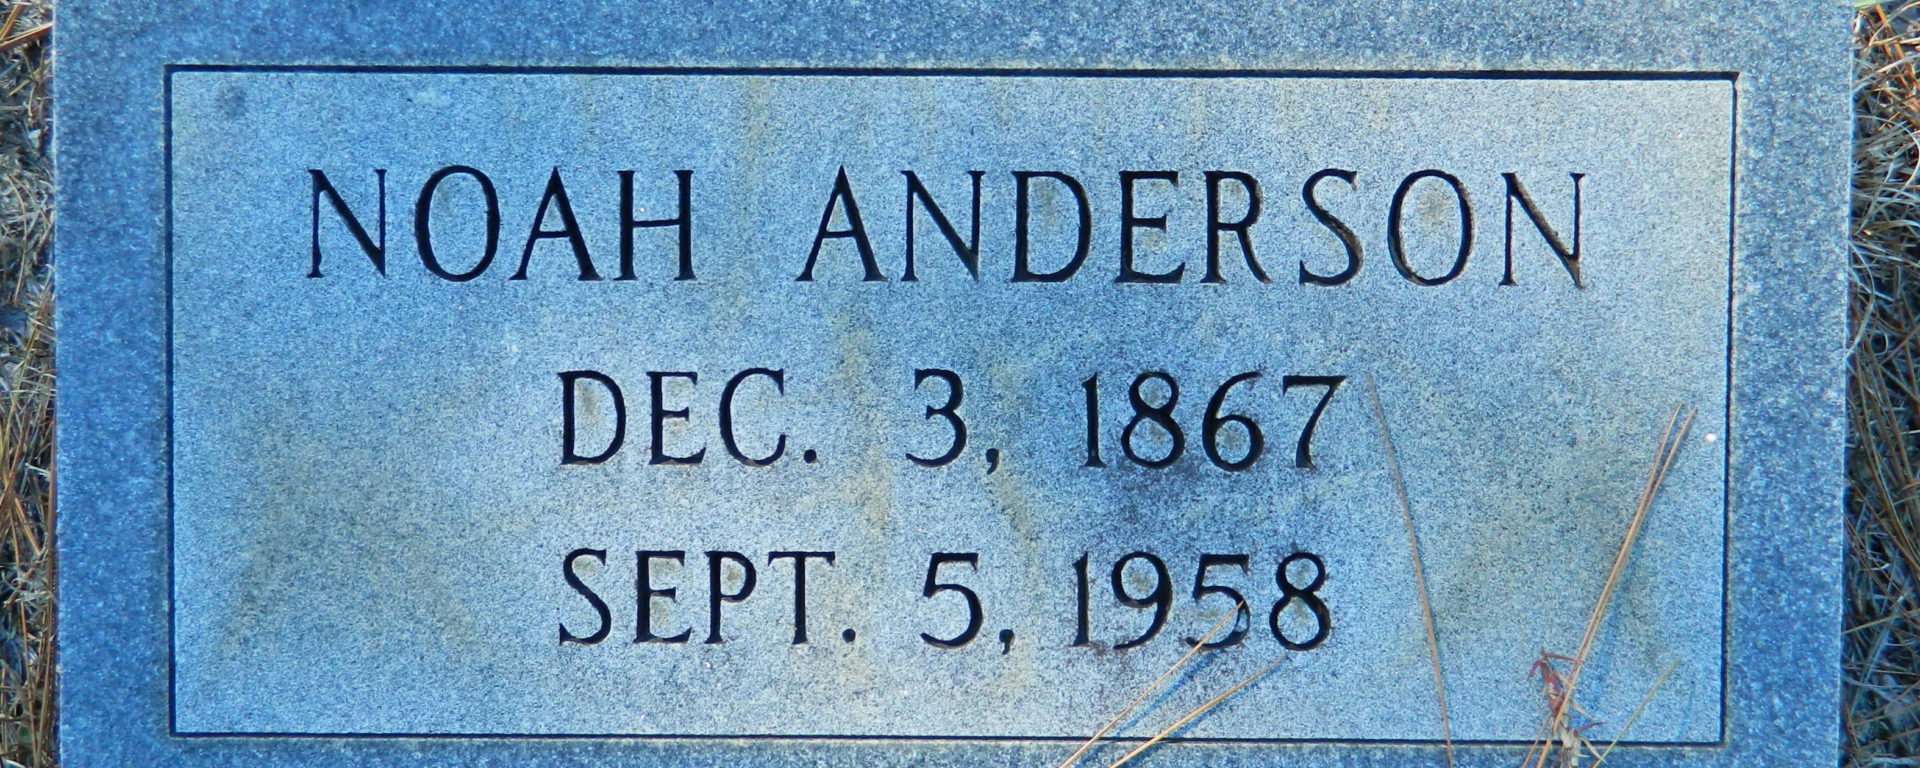 NOAH ANDERSON
DEC. 3, 1867
SEPT. 5, 1958